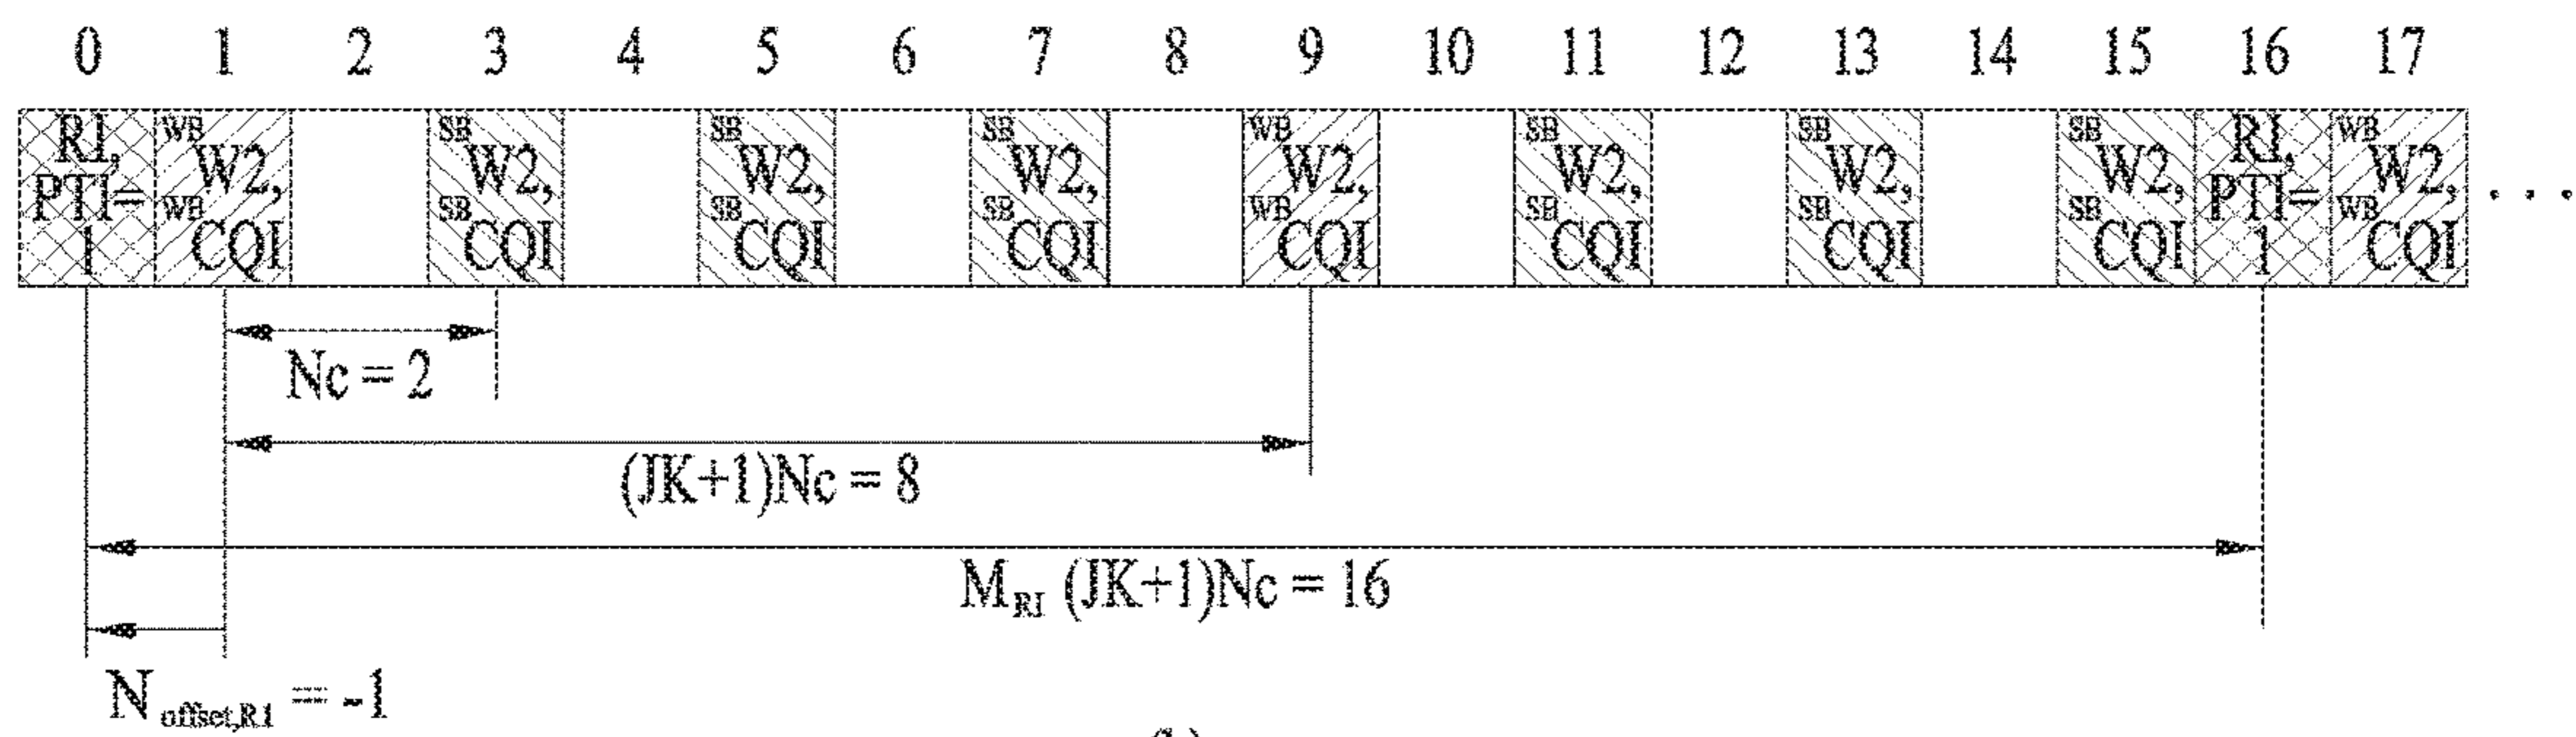 0 1 2 3 4 5 6 7 8 9 10 11 12 13 14 15 16 17
RI,
PTI=
1
WB
W2,
WB
CQI
SB
W2,
SB
CQI
SB
W2,
SB
CQI
SB
W2,
SB
CQI
WB
W2,
WB
CQI
SB
W2,
SB
CQI
SB
W2,
SB
CQI
SB
W2,
SB
CQI
RI,
PTI=
1
WB
W2,
WB
CQI
...
Nc = 2
(JK+1)Nc = 8
M_RI (JK+1)Nc = 16
N_offset,RI = -1